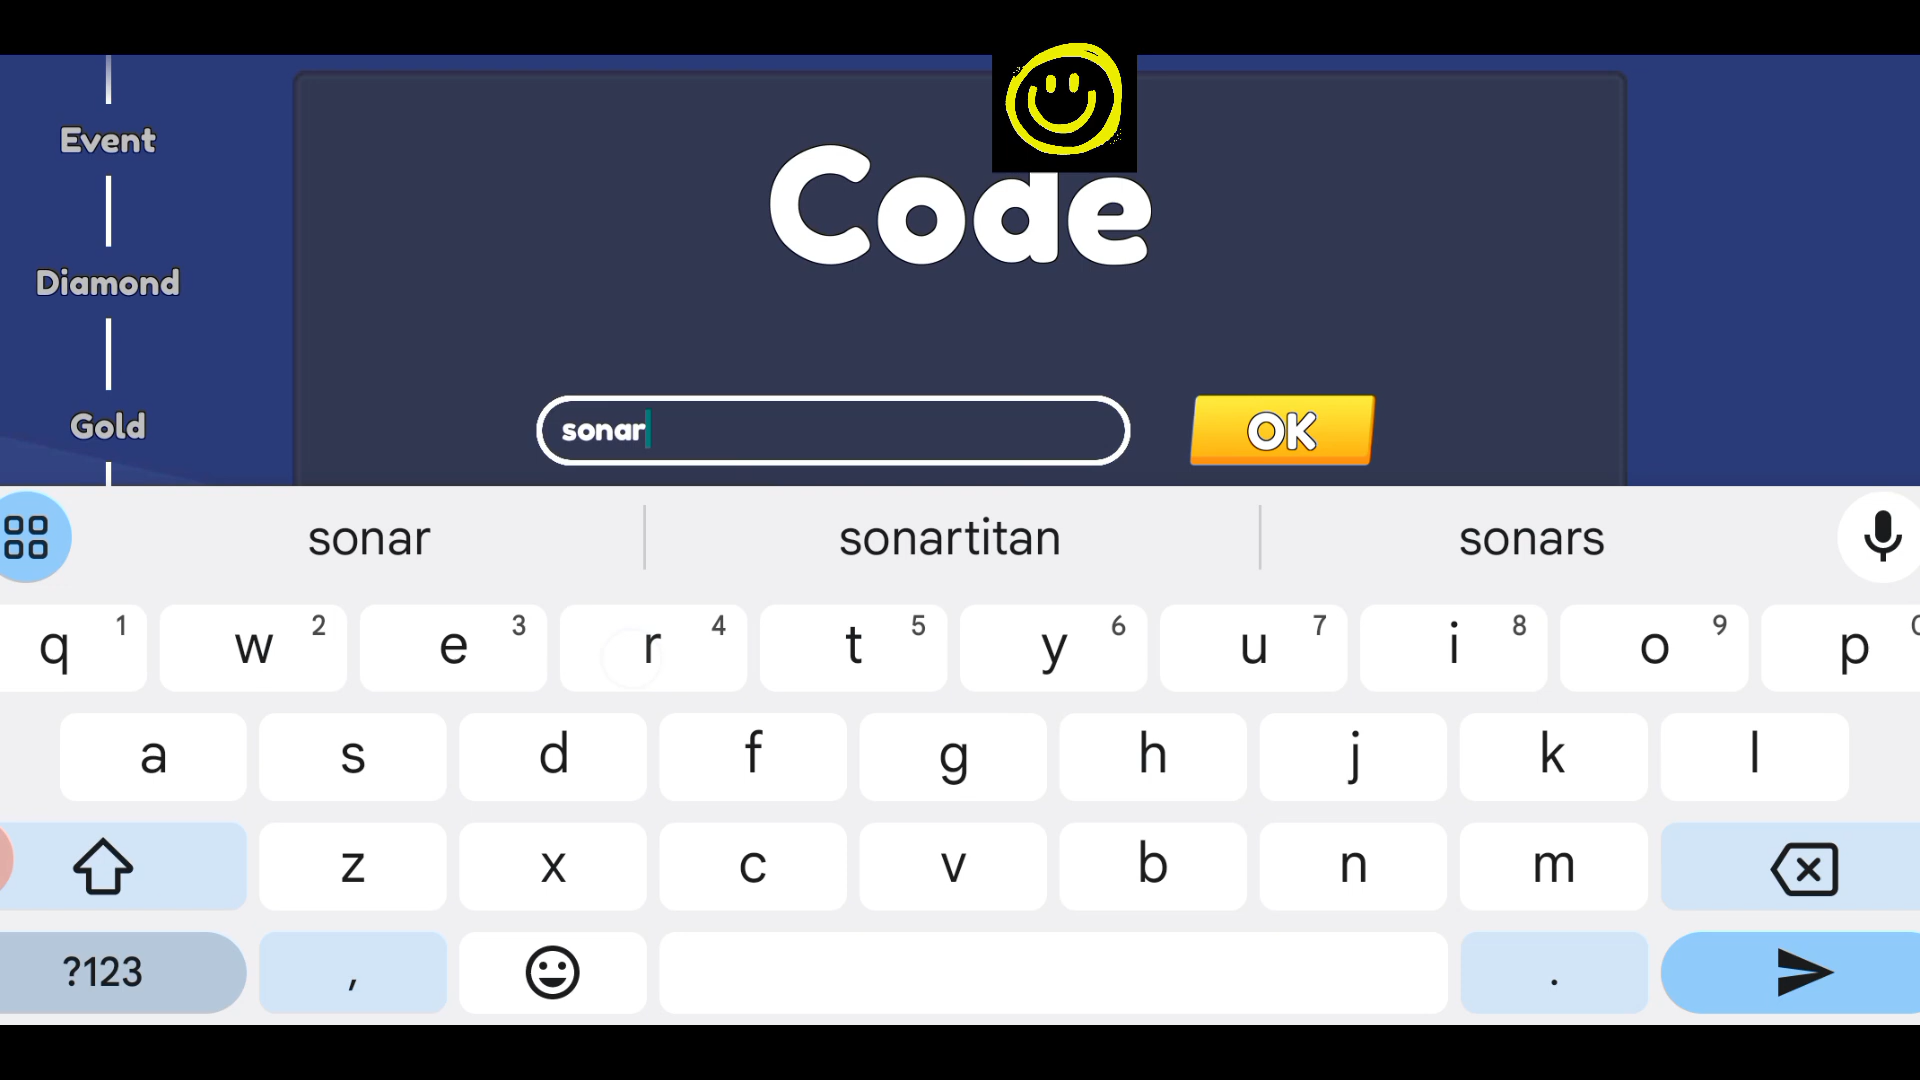 Event
Code
Diamond
Gold
sonar
OK
sonar sonartitan sonars
q 1 w 2 e 3 r 4 t 5 y 6 u 7 i 8 o 9 p
a s d f g h j k l
z x c v b n m
?123 , .